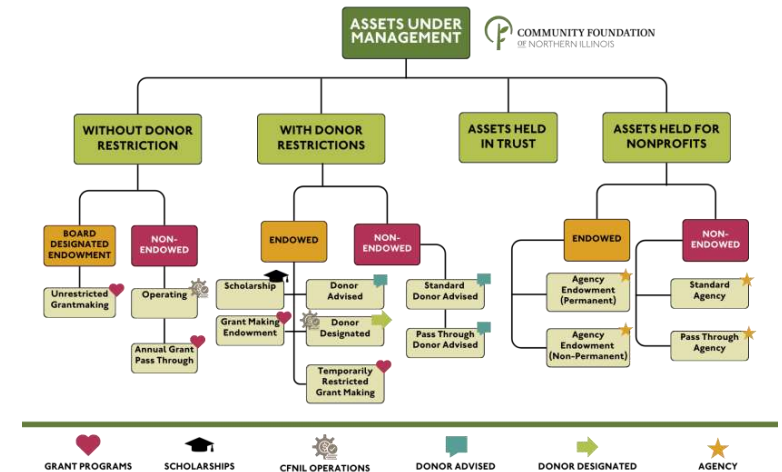 ASSETS UNDER
MANAGEMENT
COMMUNITY FOUNDATION
OF NORTHERN ILLINOIS
WITHOUT DONOR
RESTRICTION
WITH DONOR
RESTRICTIONS
ASSETS HELD
IN TRUST
ASSETS HELD FOR
NONPROFITS
BOARD
DESIGNATED
ENDOWMENT
NON-
ENDOWED
ENDOWED
NON-
ENDOWED
ENDOWED
NON-
ENDOWED
Unrestricted
Grantmaking
Operating
Annual Grant
Pass Through
Scholarship
Grant Making
Endowment
Donor
Advised
Donor
Designated
Temporarily
Restricted
Grant Making
Standard
Donor Advised
Pass Through
Donor Advised
Agency
Endowment
(Permanent)
Agency
Endowment
(Non-Permanent)
Standard
Agency
Pass Through
Agency
GRANT PROGRAMS
SCHOLARSHIPS
CFNIL OPERATIONS
DONOR ADVISED
DONOR DESIGNATED
AGENCY